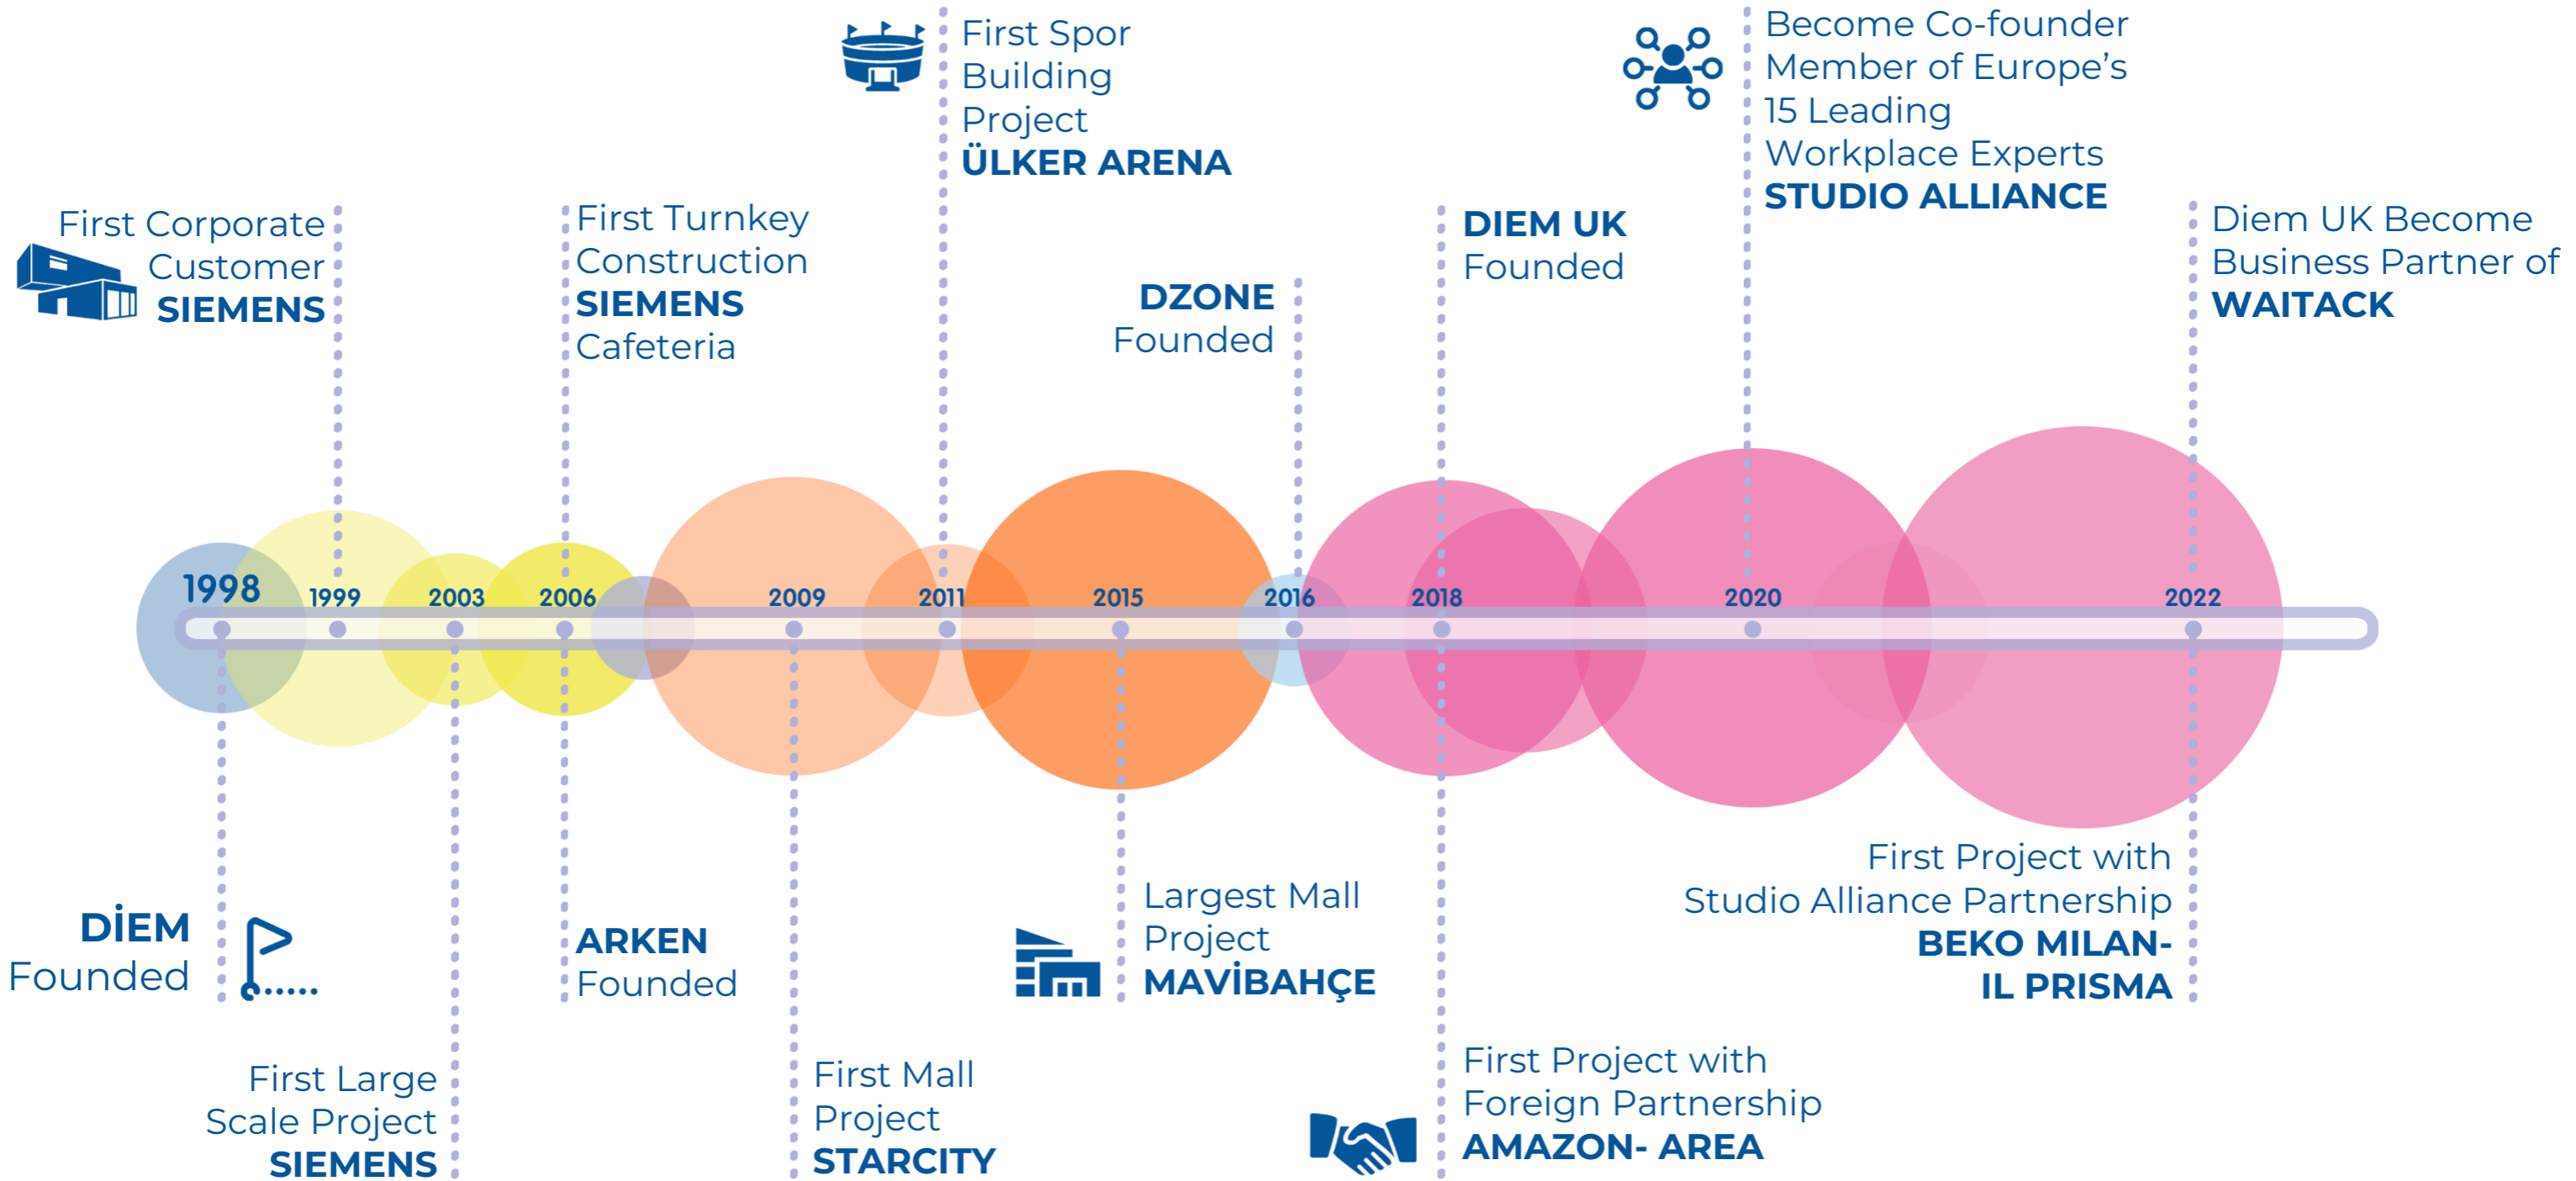 First Spor
Building
Project
ÜLKER ARENA
Become Co-founder
Member of Europe’s
15 Leading
Workplace Experts
STUDIO ALLIANCE
First Corporate
Customer
SIEMENS
First Turnkey
Construction
SIEMENS
Cafeteria
DZONE
Founded
DIEM UK
Founded
Diem UK Become
Business Partner of
WAITACK
1998
1999
2003
2006
2009
2011
2015
2016
2018
2020
2022
DİEM
Founded
First Large
Scale Project
SIEMENS
ARKEN
Founded
First Mall
Project
STARCITY
Largest Mall
Project
MAVİBAHÇE
First Project with
Foreign Partnership
AMAZON- AREA
First Project with
Studio Alliance Partnership
BEKO MILAN-
IL PRISMA